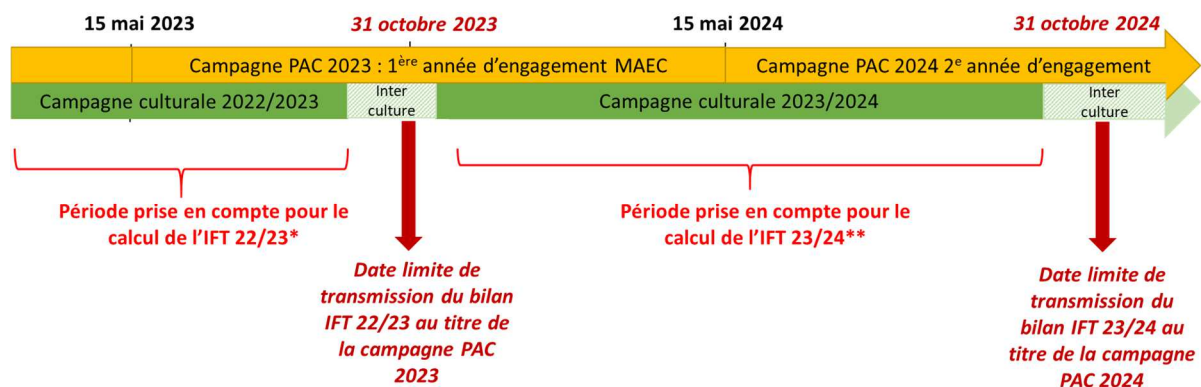 15 mai 2023
31 octobre 2023
15 mai 2024
31 octobre 2024
Campagne PAC 2023 : 1ère année d’engagement MAEC
Campagne PAC 2024 2e année d’engagement
Campagne culturale 2022/2023
Inter
culture
Campagne culturale 2023/2024
Inter
culture
Période prise en compte pour le
calcul de l’IFT 22/23*
Période prise en compte pour le
calcul de l’IFT 23/24**
Date limite de
transmission du bilan
IFT 22/23 au titre de
la campagne PAC
2023
Date limite de
transmission du
bilan IFT 23/24 au
titre de la campagne
PAC 2024